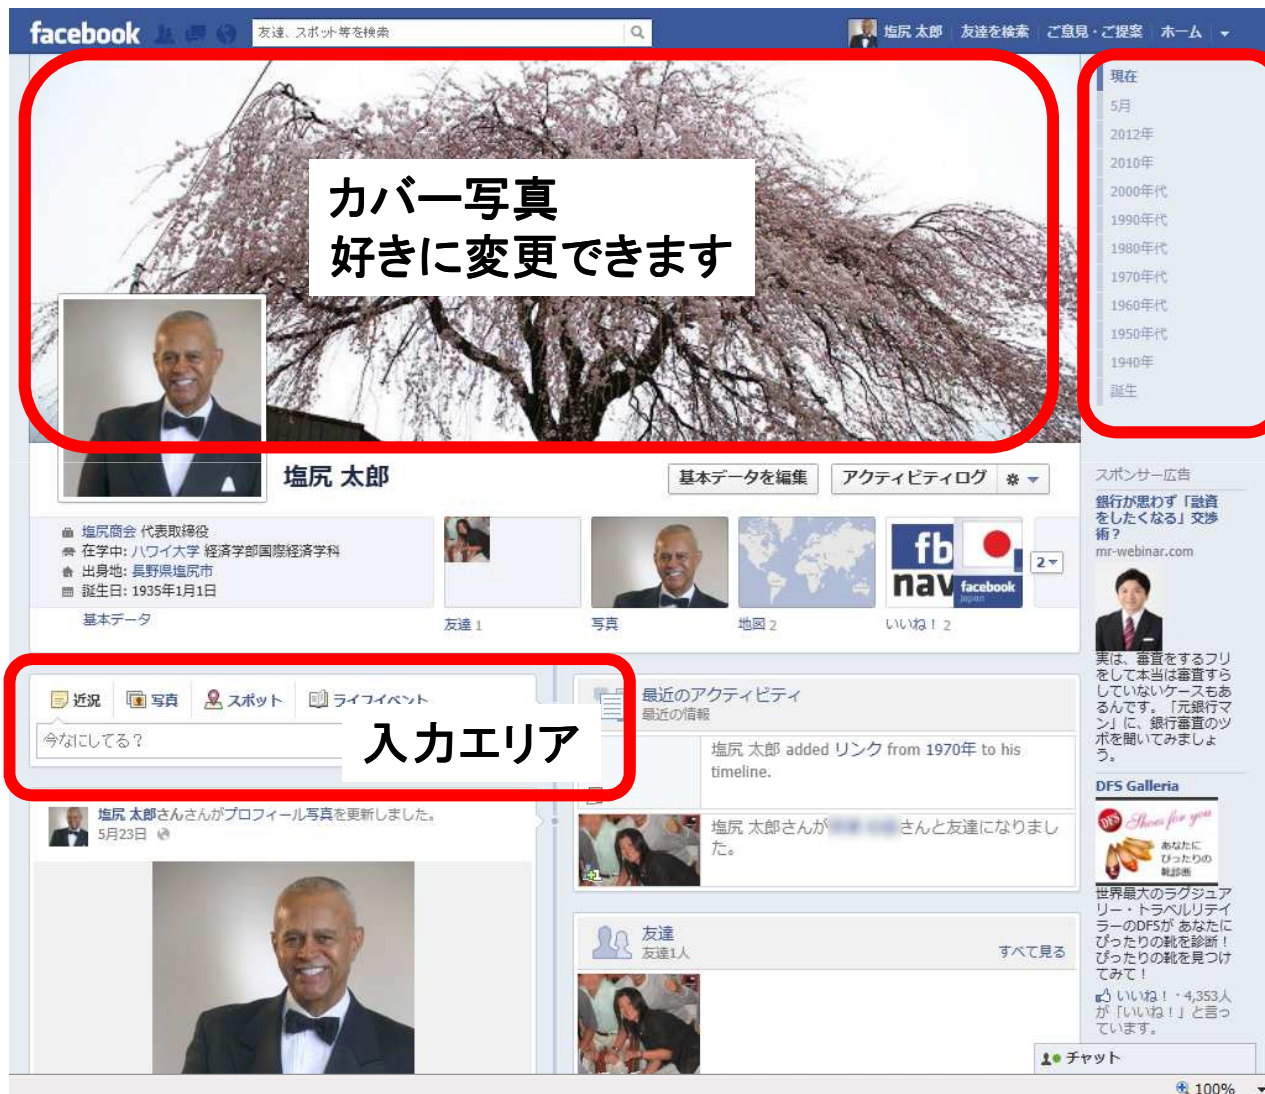 facebook
友達、スポット等を検索
塩尻 太郎
友達を検索
ご意見・ご提案
ホーム
現在
5月
2012年
2010年
2000年代
1990年代
1980年代
1970年代
1960年代
1950年代
1940年
誕生
カバー写真
好きに変更できます
塩尻 太郎
基本データを編集
アクティビティログ
塩尻商会 代表取締役
在学中: ハワイ大学 経済学部国際経済学科
出身地: 長野県塩尻市
誕生日: 1935年1月1日
基本データ
友達 1
写真
地図 2
fb
nav
facebook
Japan
いいね！ 2
2
スポンサー広告
銀行が思わず「融資
をしたくなる」交渉
術？
mr-webinar.com
実は、審査をするフリ
をして本当は審査すら
していないケースもあ
るんです。「元銀行マ
ン」に、銀行審査のツ
ボを聞いてみましょ
う。
DFS Galleria
DFS
Shoes for you
あなたに
ぴったりの
靴診断
世界最大のラグジュア
リー・トラベルリテイ
ラーのDFSが あなたに
ぴったりの靴を診断！
ぴったりの靴を見つけ
てみて！
いいね！・4,353人
が「いいね！」と言っ
ています。
近況
写真
スポット
ライフイベント
今なにしてる？
入力エリア
塩尻 太郎さんさんがプロフィール写真を更新しました。
5月23日
最近のアクティビティ
最近の情報
塩尻 太郎 added リンク from 1970年 to his
timeline.
塩尻 太郎さんが
さんと友達になりまし
た。
+1
友達
友達1人
すべて見る
チャット
100%